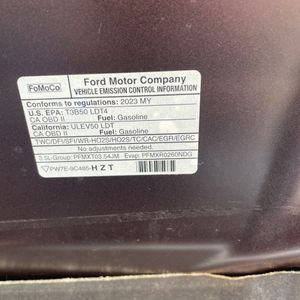 FoMoCo
Ford Motor Company
VEHICLE EMISSION CONTROL INFORMATION
Conforms to regulations: 2023 MY
U.S. EPA: T3B50 LDT4
CA OBD II Fuel: Gasoline
California: ULEV50 LDT
CA OBD II Fuel: Gasoline
TWC/DFI/SFI/WR-HO2S/HO2S/TC/CAC/EGR/EGRC
No adjustments needed.
3.5L-Group: PFMXT03.54JM Evap: PFMXR0260NDG
PW7E-9C485-HZT